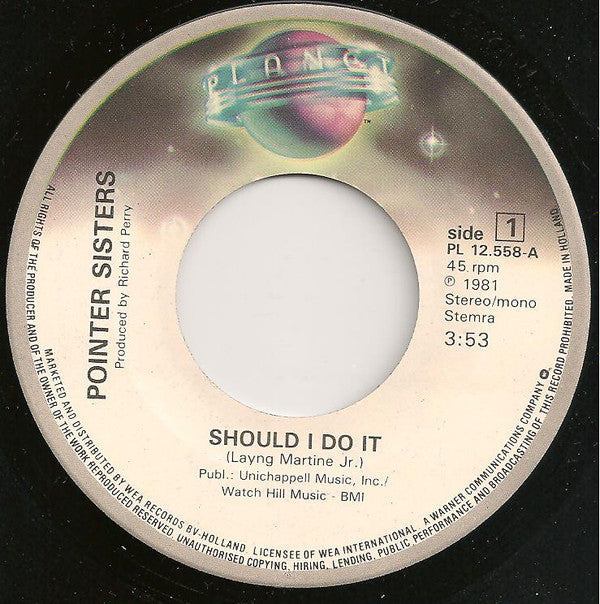 PLANET
TM
POINTER SISTERS
Produced by Richard Perry
side 1
PL 12.558-A
45 rpm
℗ 1981
Stereo/mono
Stemra
3:53
SHOULD I DO IT
(Layng Martine Jr.)
Publ.: Unichappell Music, Inc./
Watch Hill Music - BMI
ALL RIGHTS OF THE PRODUCER AND OF THE OWNER OF THE WORK REPRODUCED RESERVED. UNAUTHORISED COPYING, HIRING, LENDING, PUBLIC PERFORMANCE AND BROADCASTING OF THIS RECORD PROHIBITED. MADE IN HOLLAND.
MARKETED AND DISTRIBUTED BY WEA RECORDS BV-HOLLAND. LICENSEE OF WEA INTERNATIONAL. A WARNER COMMUNICATIONS COMPANY